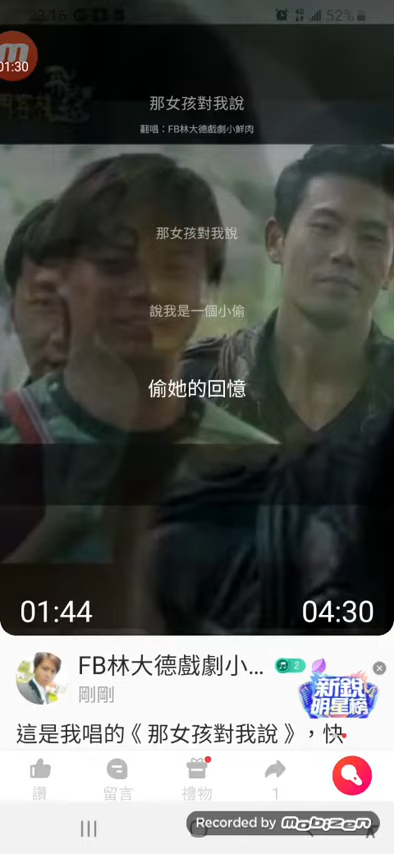 23:16
52%
01:30
那女孩對我說
翻唱：FB林大德戲劇小鮮肉
那女孩對我說
說我是一個小偷
偷她的回憶
01:44
04:30
FB林大德戲劇小...
2
剛剛
新銳
明星榜
這是我唱的《 那女孩對我說 》，快
讚
留言
禮物
1
Recorded by mobizen